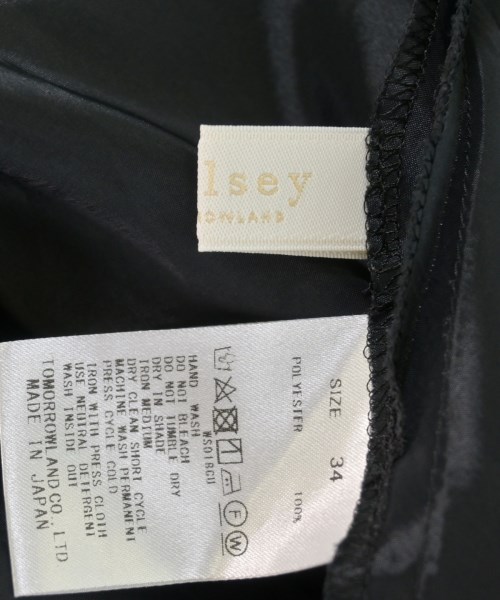 lsey
ROWLAND
SIZE 34
POLYESTER 100%
WS018GU
HAND WASH
DO NOT BLEACH
DO NOT TUMBLE DRY
DRY IN SHADE
IRON MEDIUM
DRY CLEAN SHORT CYCLE
MACHINE WASH PERMANENT
PRESS CYCLE COLD
IRON WITH PRESS CLOTH
USE NEUTRAL DETERGENT
WASH INSIDE OUT
TOMORROWLAND CO., LTD
MADE IN JAPAN